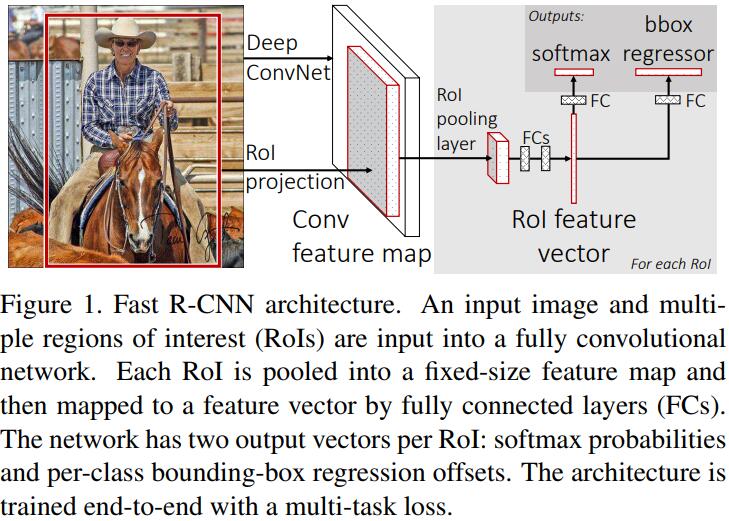 Deep
ConvNet
RoI
projection
Conv
feature map
RoI
pooling
layer
FCs
Outputs:
softmax
bbox
regressor
FC
FC
RoI feature
vector
For each RoI
Figure 1. Fast R-CNN architecture. An input image and multi-
ple regions of interest (RoIs) are input into a fully convolutional
network. Each RoI is pooled into a fixed-size feature map and
then mapped to a feature vector by fully connected layers (FCs).
The network has two output vectors per RoI: softmax probabilities
and per-class bounding-box regression offsets. The architecture is
trained end-to-end with a multi-task loss.